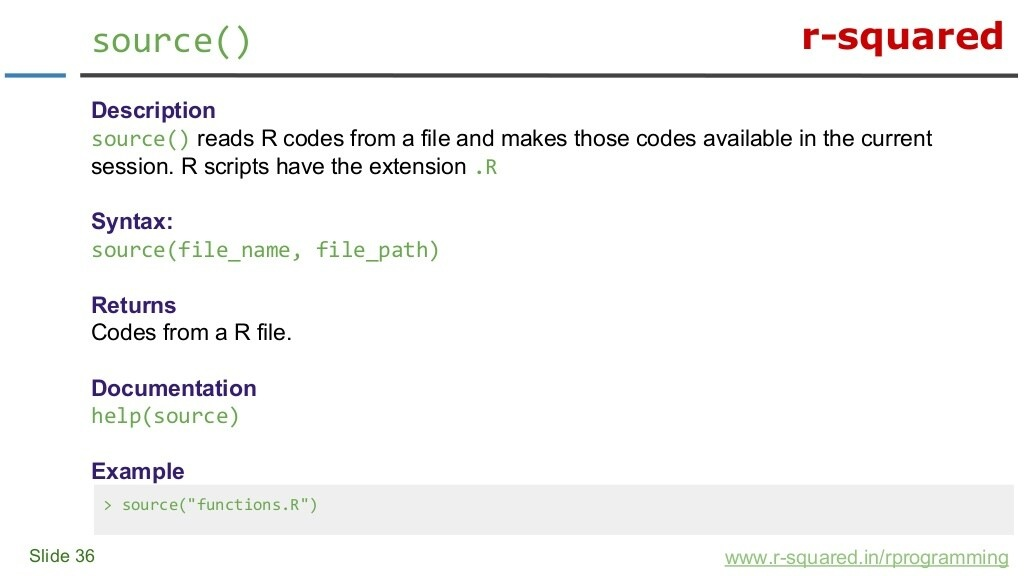 source()
r-squared
Description
source() reads R codes from a file and makes those codes available in the current
session. R scripts have the extension .R
Syntax:
source(file_name, file_path)
Returns
Codes from a R file.
Documentation
help(source)
Example
> source("functions.R")
Slide 36
www.r-squared.in/rprogramming